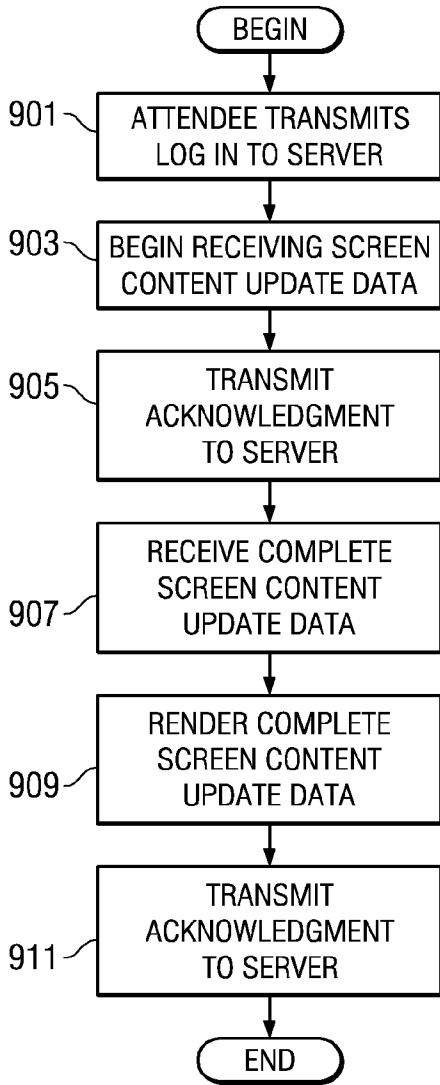 BEGIN
901
ATTENDEE TRANSMITS
LOG IN TO SERVER
903
BEGIN RECEIVING SCREEN
CONTENT UPDATE DATA
905
TRANSMIT
ACKNOWLEDGMENT
TO SERVER
907
RECEIVE COMPLETE
SCREEN CONTENT
UPDATE DATA
909
RENDER COMPLETE
SCREEN CONTENT
UPDATE DATA
911
TRANSMIT
ACKNOWLEDGMENT
TO SERVER
END